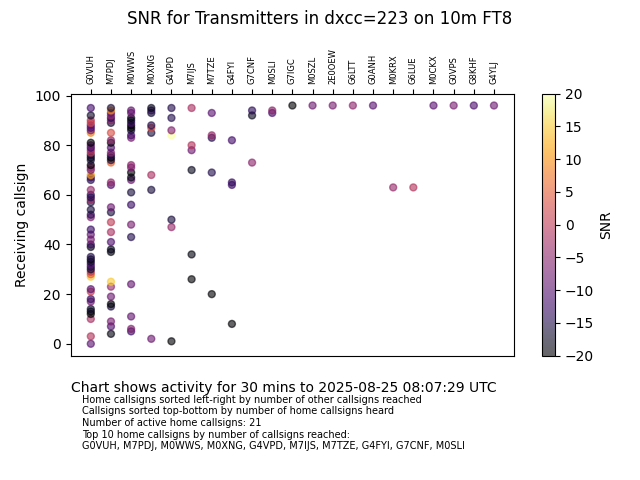 SNR for Transmitters in dxcc=223 on 10m FT8
G0VUH
M7PDJ
M0WWS
M0XNG
G4VPD
M7IJS
M7TZE
G4FYI
G7CNF
M0SLI
G7IGC
M0SZL
2E0OEW
G6LTT
G0ANH
M0KRX
G6LUE
M0CKX
G0VPS
G8KHF
G4YLJ
100
80
60
40
20
0
Receiving callsign
20
15
10
5
0
−5
−10
−15
−20
SNR
Chart shows activity for 30 mins to 2025-08-25 08:07:29 UTC
Home callsigns sorted left-right by number of other callsigns reached
Callsigns sorted top-bottom by number of home callsigns heard
Number of active home callsigns: 21
Top 10 home callsigns by number of callsigns reached:
G0VUH, M7PDJ, M0WWS, M0XNG, G4VPD, M7IJS, M7TZE, G4FYI, G7CNF, M0SLI